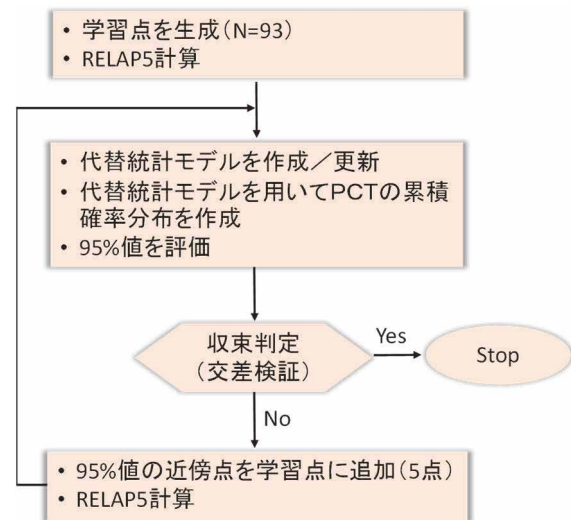 • 学習点を生成（N=93）
• RELAP5計算
• 代替統計モデルを作成／更新
• 代替統計モデルを用いてＰＣＴの累積
確率分布を作成
• 95%値を評価
収束判定
（交差検証）
Yes
Stop
No
• 95%値の近傍点を学習点に追加（5点）
• RELAP5計算